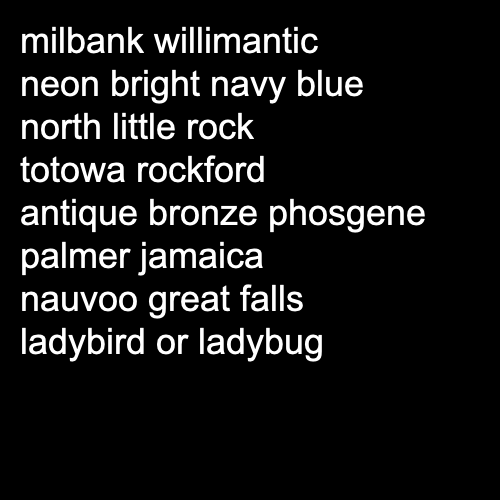 milbank willimantic
neon bright navy blue
north little rock
totowa rockford
antique bronze phosgene
palmer jamaica
nauvoo great falls
ladybird or ladybug